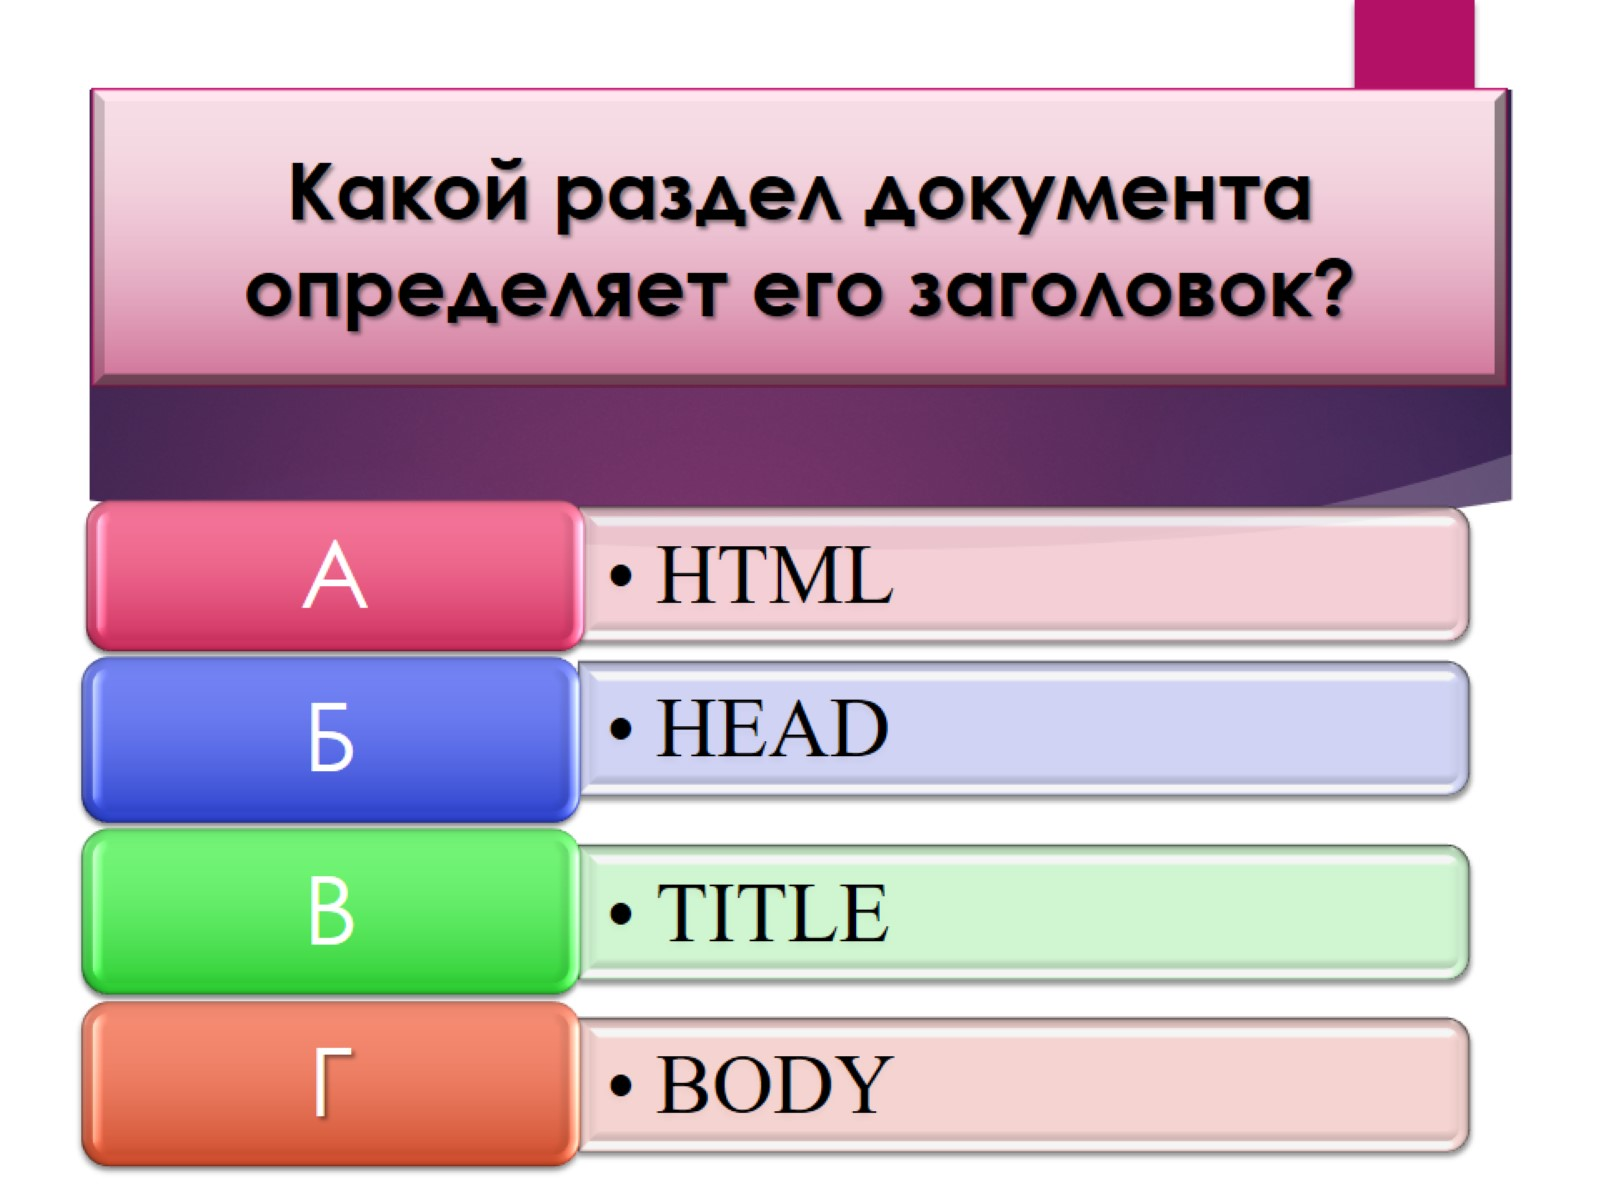 Какой раздел документа
определяет его заголовок?
А
• HTML
Б
• HEAD
В
• TITLE
Г
• BODY